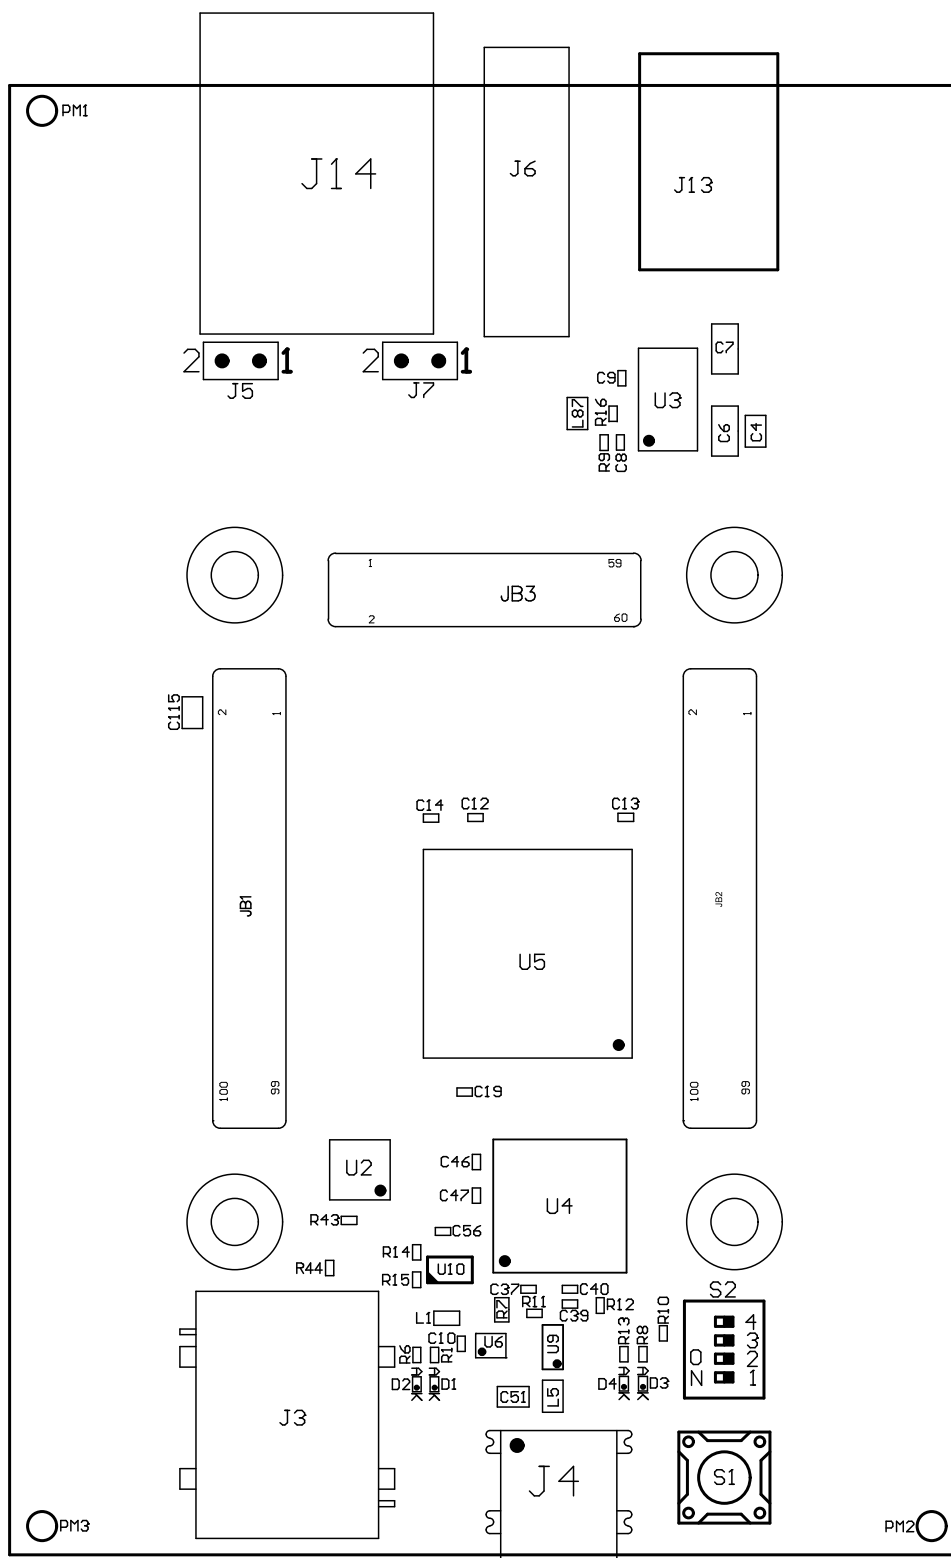 PM1
J14
J6
J13
2 1
J5
2 1
J7
C7
C9
U3
L87
R16
C6
C4
R9
C8
1
59
JB3
2
60
C115
2
1
2
1
C14
C12
C13
JB1
JB2
U5
100
99
100
99
C19
U2
C46
C47
U4
R43
C56
R14
R44
U10
R15
C37
C40
S2
R7
R11
C39
R12
R10
L1
C10
U6
U9
R13
R8
4
3
O 2
N 1
R6
R1
A
A
A
A
D2
D1
D4
D3
K
K
K
K
C51
L5
J3
J4
S1
PM3
PM2